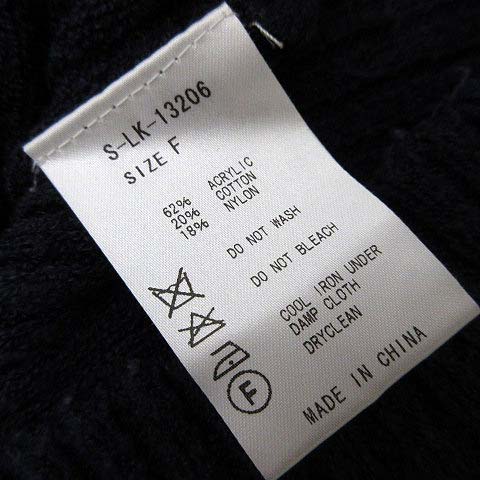 S-LK-13206
SIZE F
62% ACRYLIC
20% COTTON
18% NYLON
DO NOT WASH
DO NOT BLEACH
COOL IRON UNDER
DAMP CLOTH
DRYCLEAN
F
MADE IN CHINA